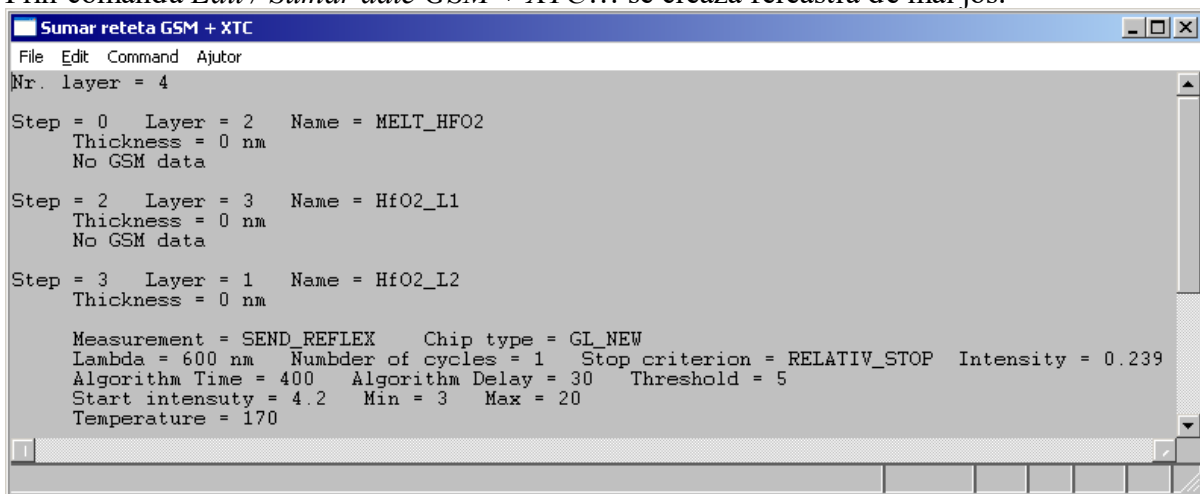 Prin comanda Edit / Sumar date GSM + XTC… se creaza fereastra de mai jos:
Sumar reteta GSM + XTC
File Edit Command Ajutor
Nr. layer = 4
Step = 0 Layer = 2 Name = MELT_HFO2
Thickness = 0 nm
No GSM data
Step = 2 Layer = 3 Name = HfO2_L1
Thickness = 0 nm
No GSM data
Step = 3 Layer = 1 Name = HfO2_L2
Thickness = 0 nm
Measurement = SEND_REFLEX Chip type = GL_NEW
Lambda = 600 nm Numbder of cycles = 1 Stop criterion = RELATIV_STOP Intensity = 0.239
Algorithm Time = 400 Algorithm Delay = 30 Threshold = 5
Start intensuty = 4.2 Min = 3 Max = 20
Temperature = 170